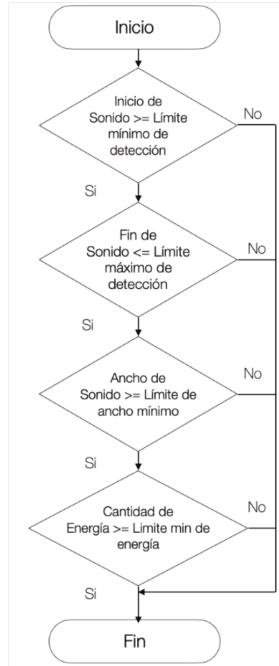 Inicio
Inicio de
Sonido >= Límite
mínimo de
detección
No
Si
Fin de
Sonido <= Límite
máximo de
detección
No
Si
Ancho de
Sonido >= Límite de
ancho mínimo
No
Si
Cantidad de
Energía >= Limite min de
energía
No
Si
Fin